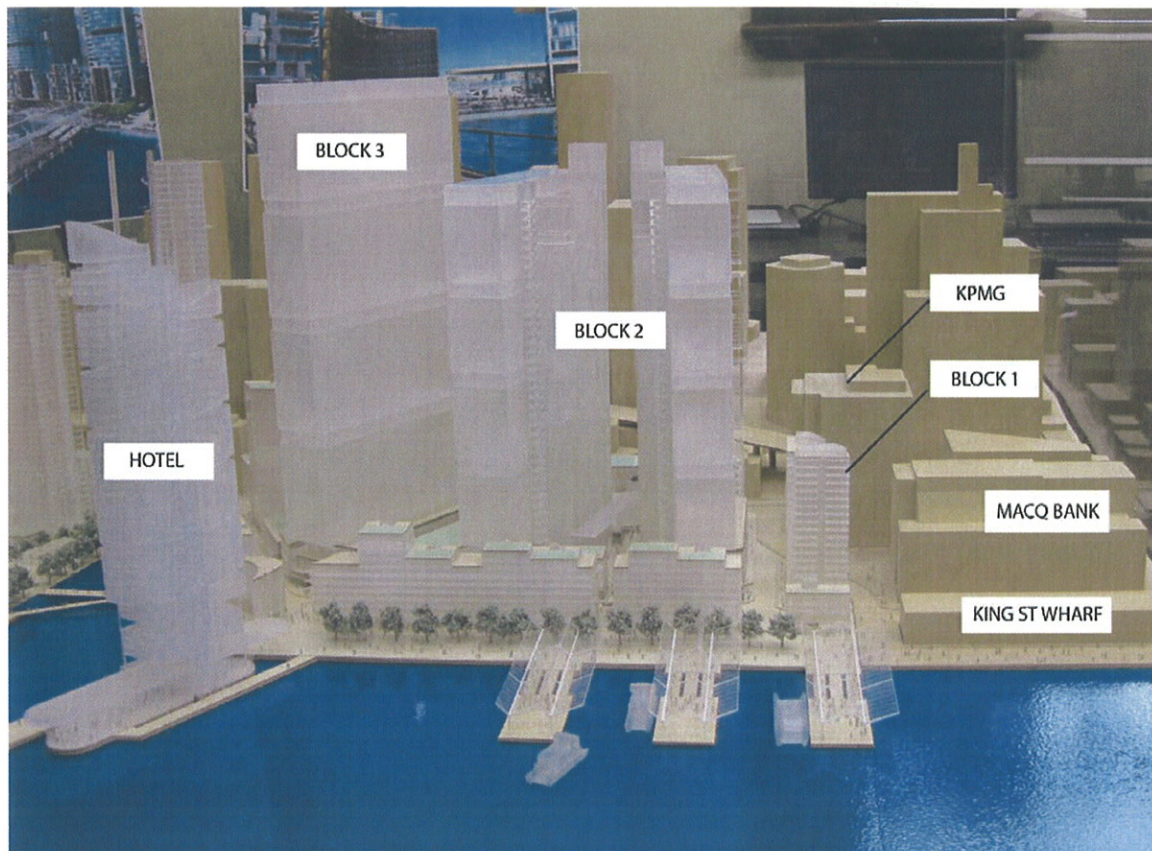 BLOCK 3
KPMG
BLOCK 2
BLOCK 1
HOTEL
MACQ BANK
KING ST WHARF